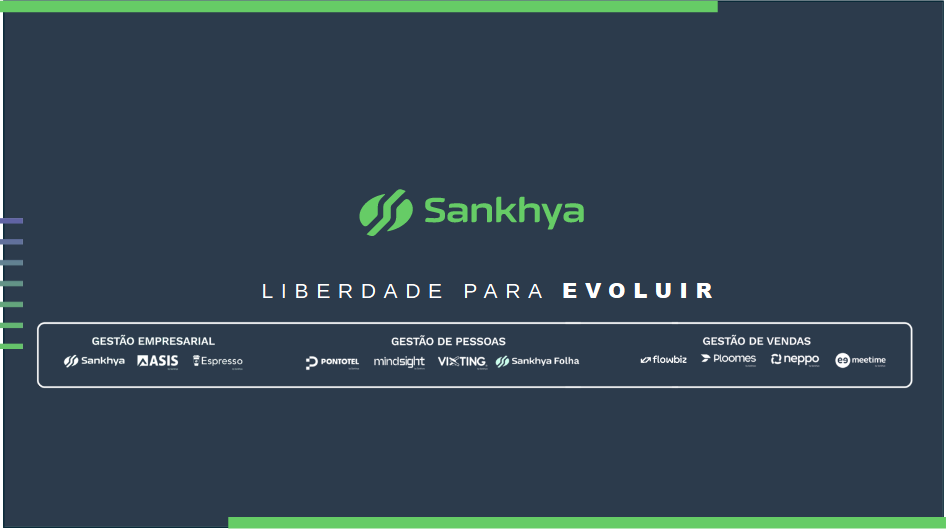 Sankhya
LIBERDADE PARA EVOLUIR
GESTÃO EMPRESARIAL
Sankhya ASIS Espresso
GESTÃO DE PESSOAS
PONTOTEL mindsight VIXTING Sankhya Folha
GESTÃO DE VENDAS
flowbiz Ploomes neppo meetime